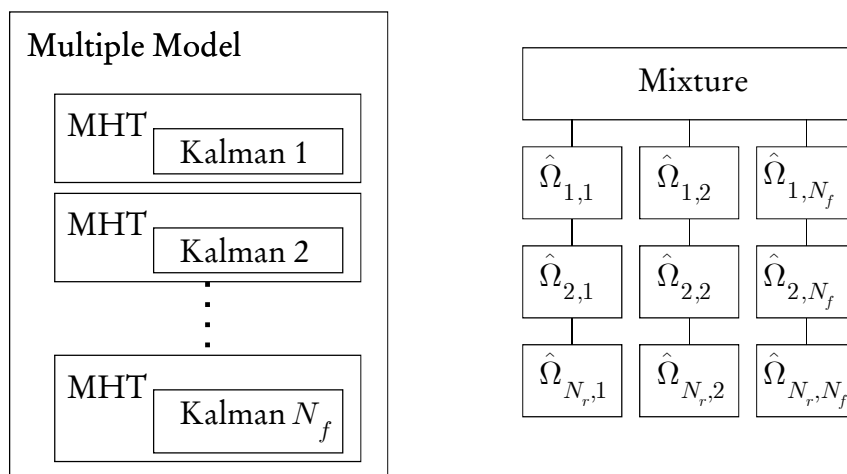 Multiple Model
MHT
Kalman 1
MHT
Kalman 2
MHT
Kalman N_f
Mixture
Ω̂_{1,1} Ω̂_{1,2} Ω̂_{1,N_f}
Ω̂_{2,1} Ω̂_{2,2} Ω̂_{2,N_f}
Ω̂_{N_r,1} Ω̂_{N_r,2} Ω̂_{N_r,N_f}